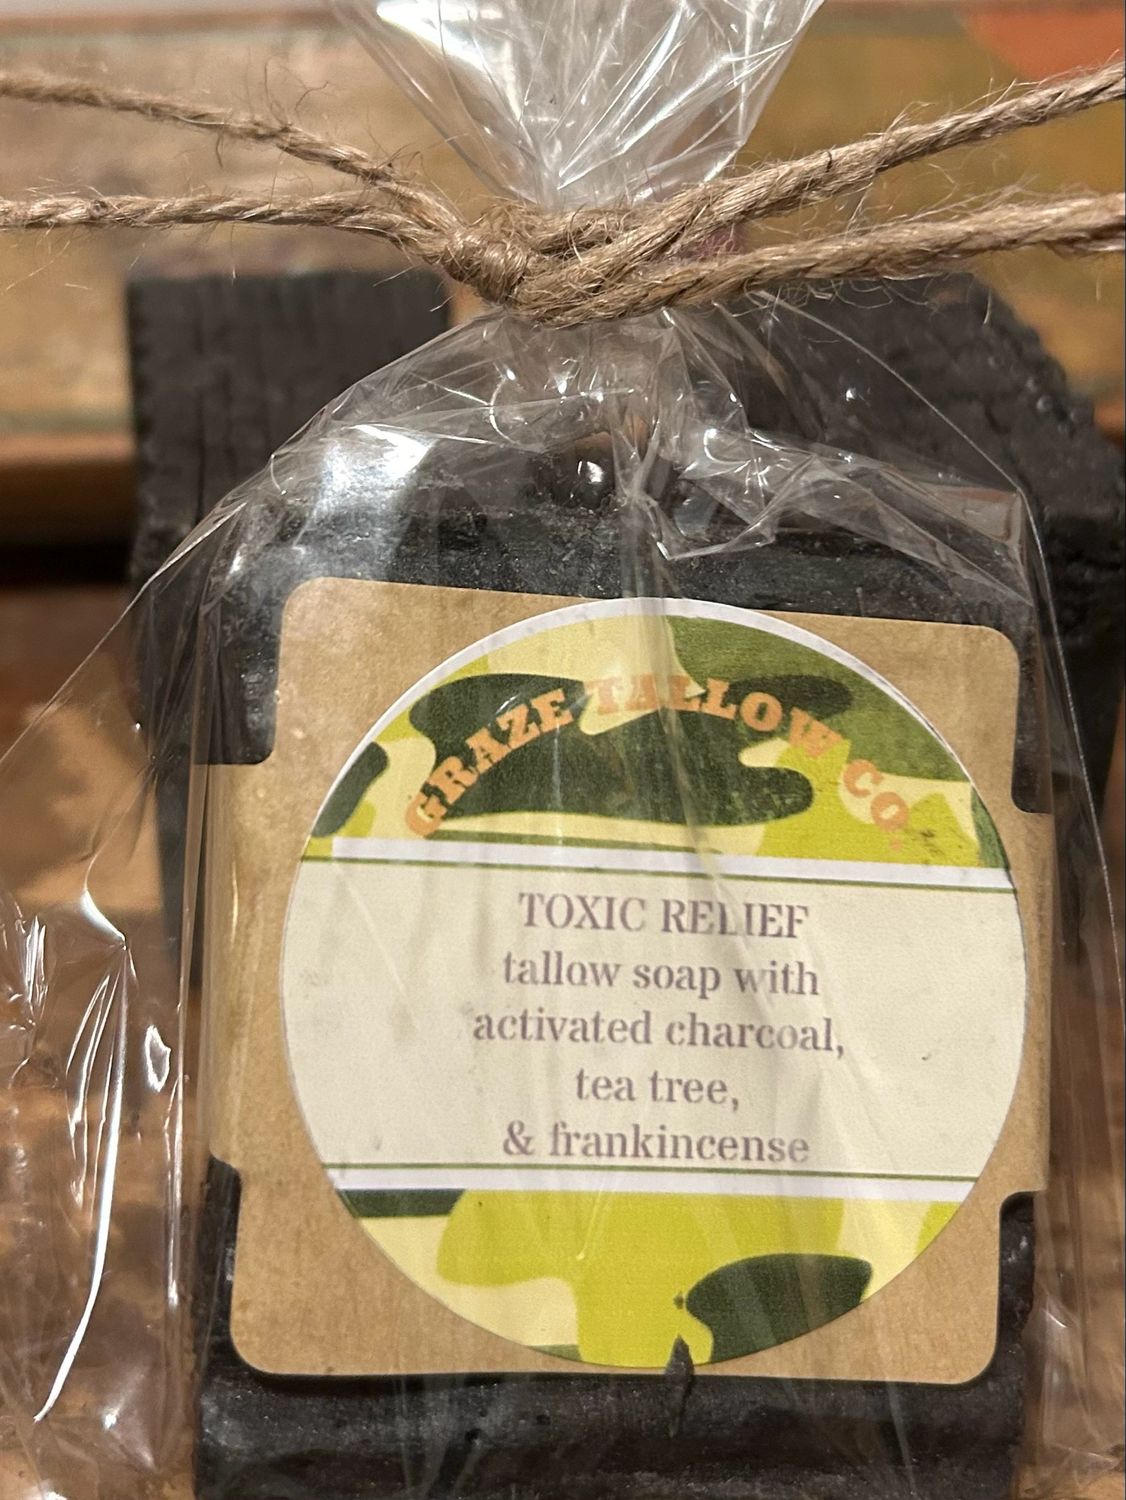 GRAZE TALLOW CO.
TOXIC RELIEF
tallow soap with
activated charcoal,
tea tree,
& frankincense